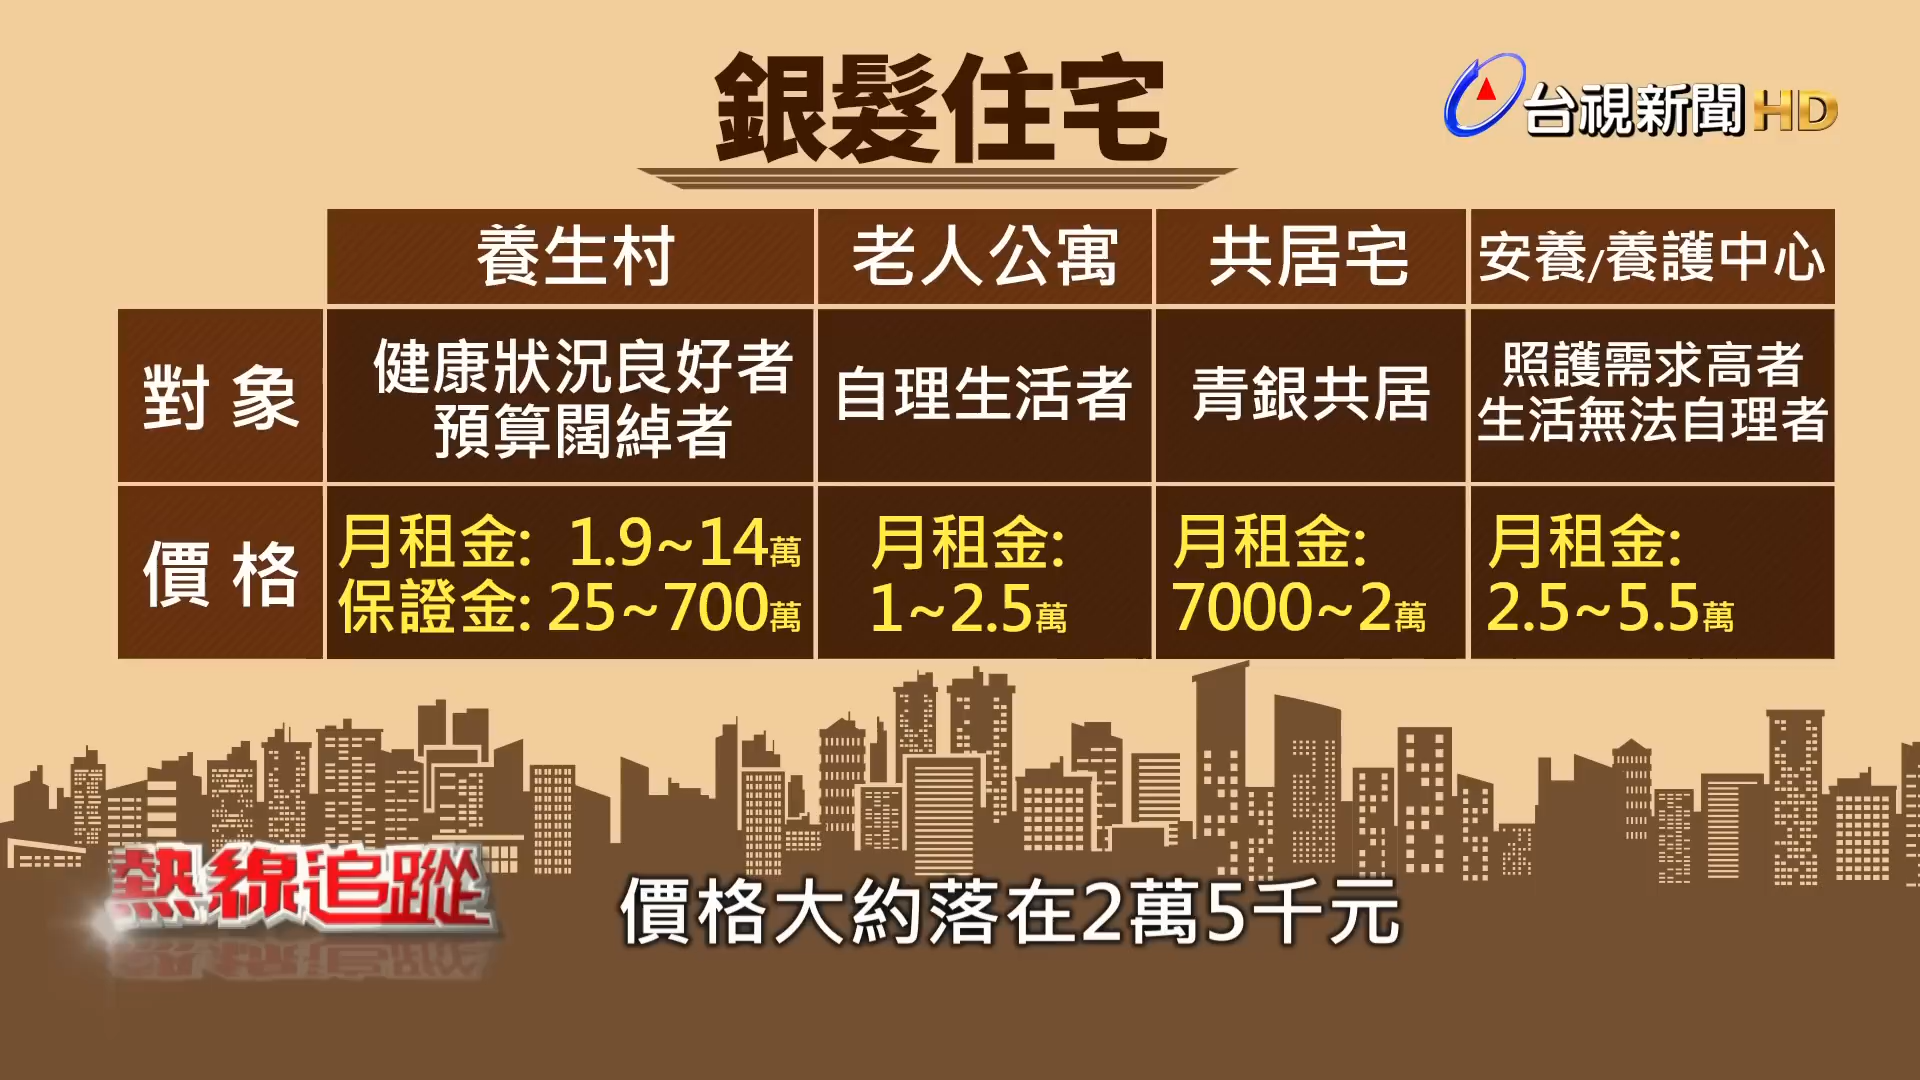 銀髮住宅
台視新聞HD
養生村 老人公寓 共居宅 安養/養護中心
對象 健康狀況良好者 自理生活者 青銀共居 照護需求高者
預算闊綽者 生活無法自理者
價格 月租金: 1.9~14萬 月租金: 月租金: 月租金:
保證金: 25~700萬 1~2.5萬 7000~2萬 2.5~5.5萬
熱線追蹤
價格大約落在2萬5千元